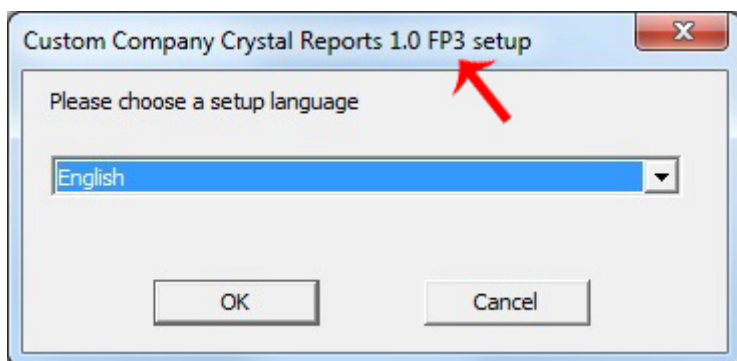 Custom Company Crystal Reports 1.0 FP3 setup
Please choose a setup language
English
OK
Cancel